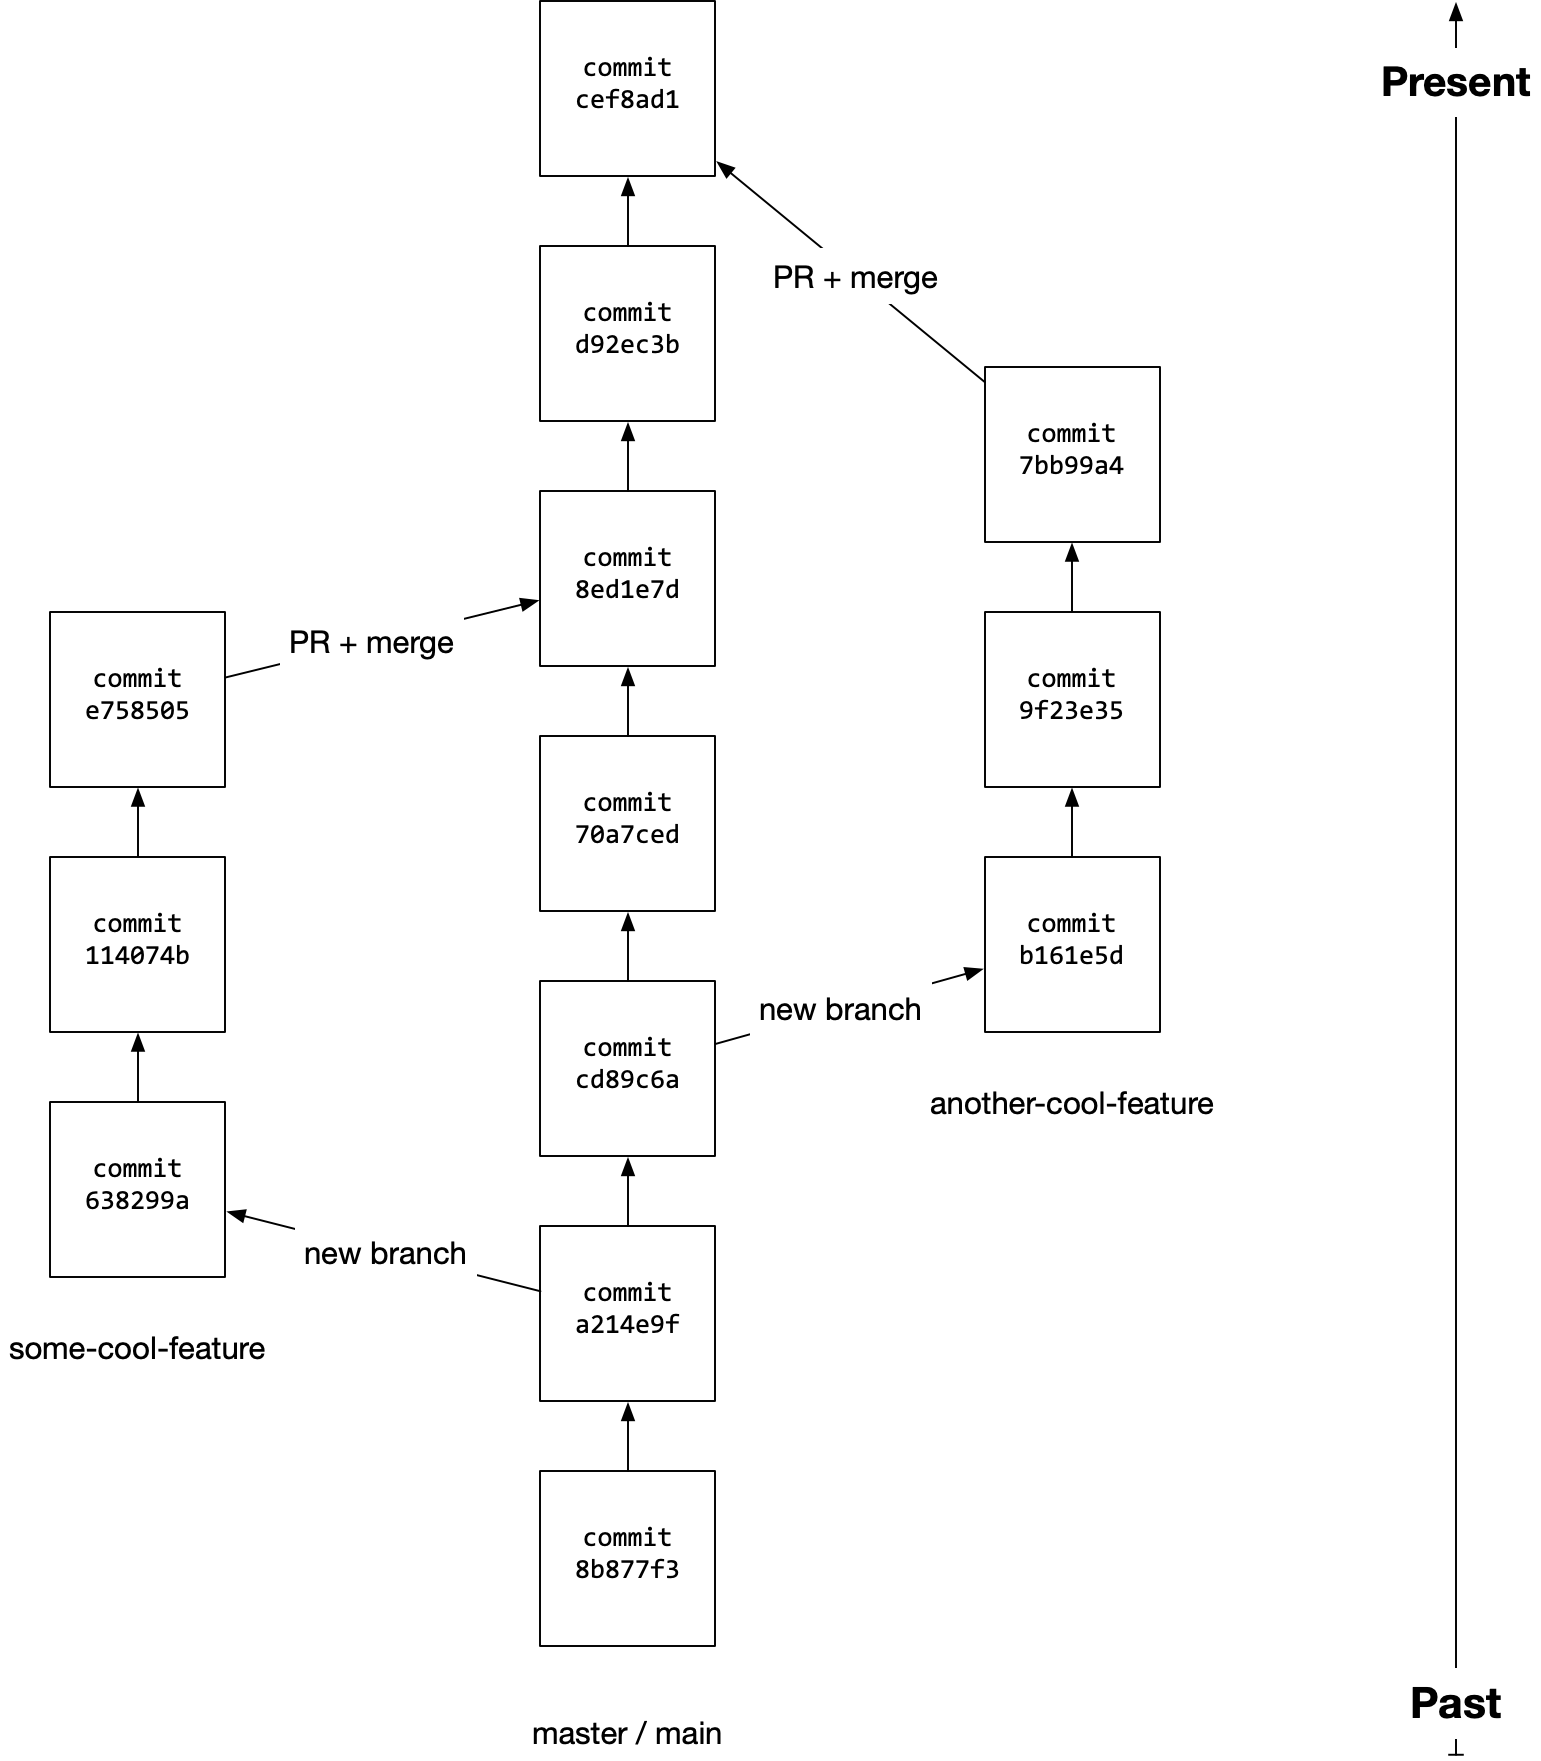 commit
cef8ad1
Present
PR + merge
commit
d92ec3b
commit
7bb99a4
commit
8ed1e7d
PR + merge
commit
e758505
commit
9f23e35
commit
70a7ced
commit
114074b
commit
b161e5d
new branch
commit
cd89c6a
another-cool-feature
commit
638299a
new branch
commit
a214e9f
some-cool-feature
commit
8b877f3
Past
master / main